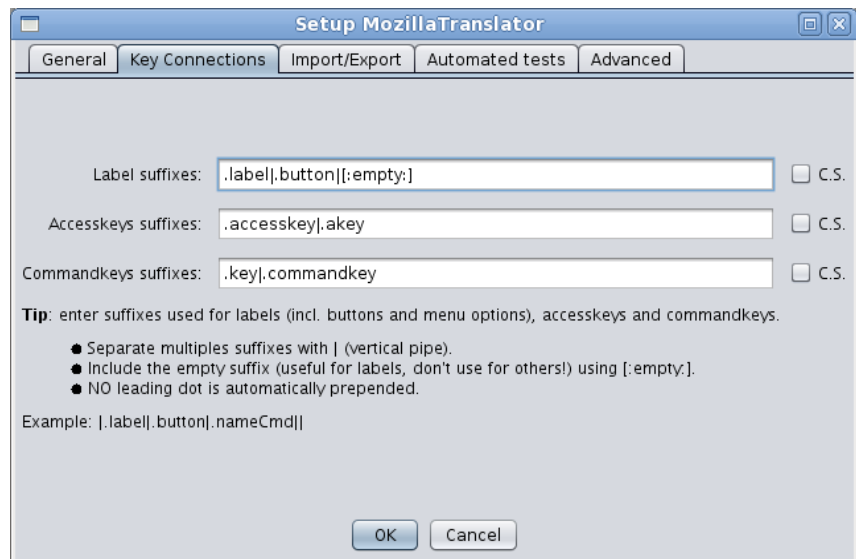 Setup MozillaTranslator
General Key Connections Import/Export Automated tests Advanced
Label suffixes: .label|.button|[:empty:] C.S.
Accesskeys suffixes: .accesskey|.akey C.S.
Commandkeys suffixes: .key|.commandkey C.S.
Tip: enter suffixes used for labels (incl. buttons and menu options), accesskeys and commandkeys.
Separate multiples suffixes with | (vertical pipe).
Include the empty suffix (useful for labels, don't use for others!) using [:empty:].
NO leading dot is automatically prepended.
Example: |.label|.button|.nameCmd||
OK Cancel